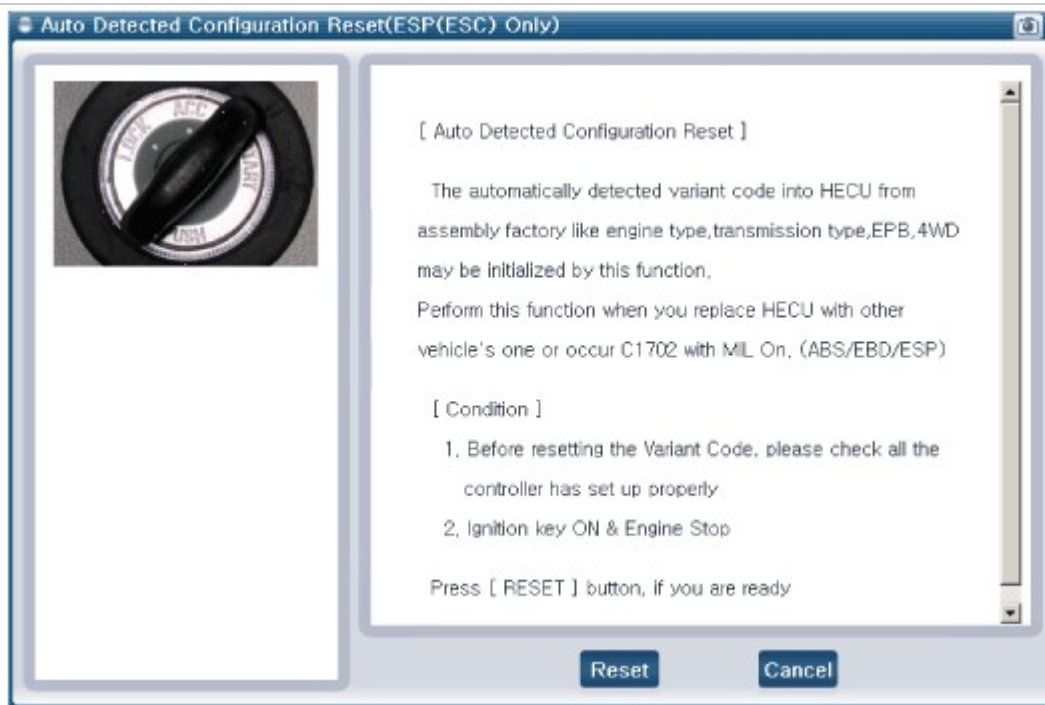 Auto Detected Configuration Reset(ESP(ESC) Only)
LOCK
ACC
START
PUSH
[ Auto Detected Configuration Reset ]
The automatically detected variant code into HECU from
assembly factory like engine type,transmission type,EPB,4WD
may be initialized by this function.
Perform this function when you replace HECU with other
vehicle's one or occur C1702 with MIL On. (ABS/EBD/ESP)
[ Condition ]
1. Before resetting the Variant Code, please check all the
controller has set up properly
2. Ignition key ON & Engine Stop
Press [ RESET ] button, if you are ready
Reset
Cancel